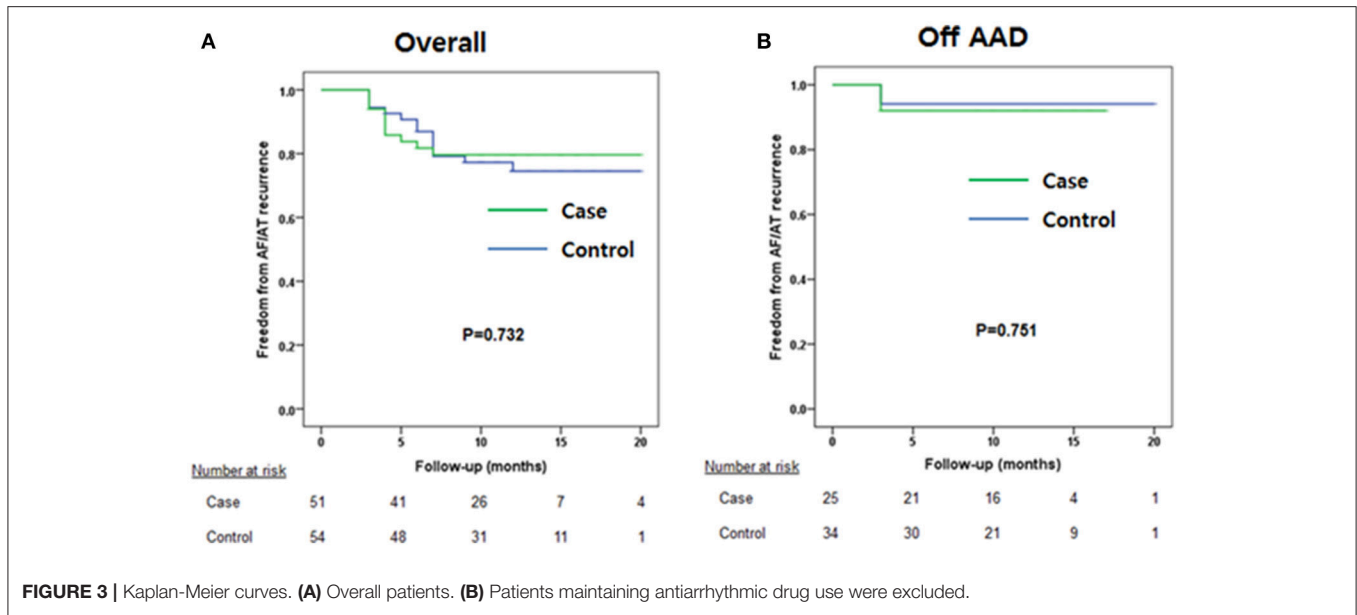 A
Overall
Freedom from AF/AT recurrence
1.0
0.8
0.6
0.4
0.2
0.0
Case
Control
P=0.732
0 5 10 15 20
Follow-up (months)
Number at risk
Case 51 41 26 7 4
Control 54 48 31 11 1
B
Off AAD
Freedom from AF/AT recurrence
1.0
0.8
0.6
0.4
0.2
0.0
Case
Control
P=0.751
0 5 10 15 20
Follow-up (months)
Number at risk
Case 25 21 16 4 1
Control 34 30 21 9 1
FIGURE 3 | Kaplan-Meier curves. (A) Overall patients. (B) Patients maintaining antiarrhythmic drug use were excluded.